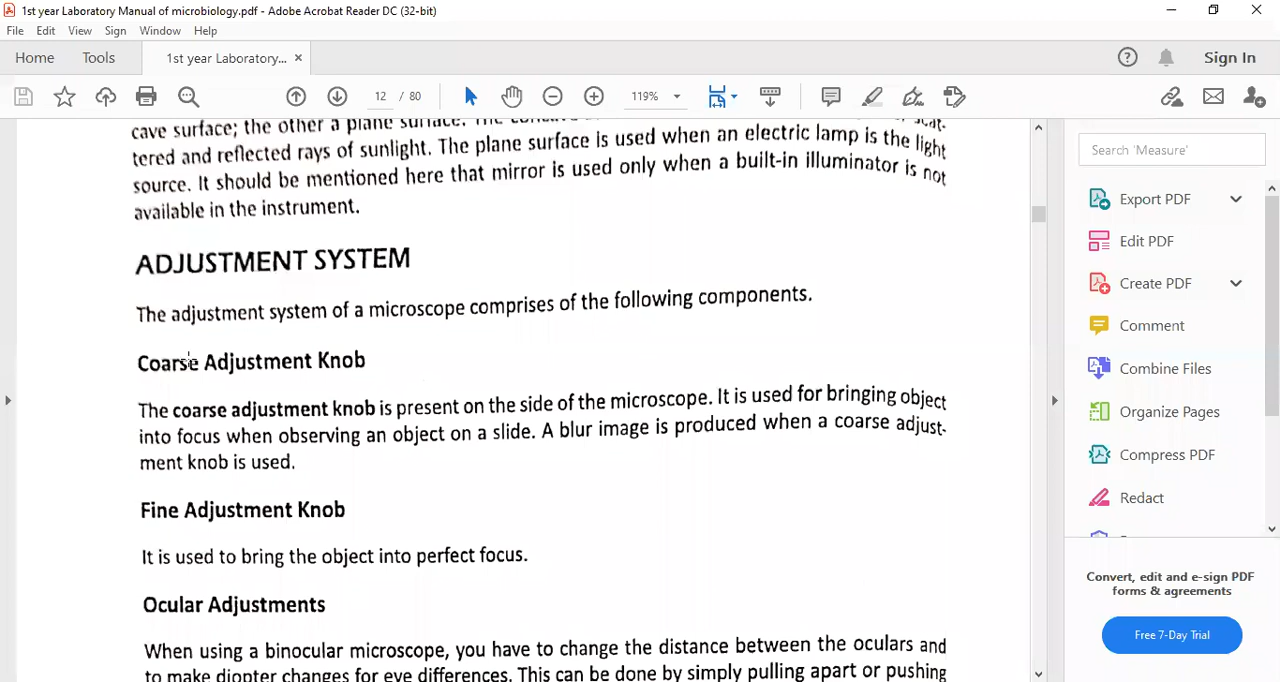 1st year Laboratory Manual of microbiology.pdf - Adobe Acrobat Reader DC (32-bit)
File Edit View Sign Window Help
Home Tools 1st year Laboratory... × Sign In
12 / 80 119%
cave surface; the other a plane surface. The
tered and reflected rays of sunlight. The plane surface is used when an electric lamp is the light
source. It should be mentioned here that mirror is used only when a built-in illuminator is not
available in the instrument.
ADJUSTMENT SYSTEM
The adjustment system of a microscope comprises of the following components.
Coarse Adjustment Knob
The coarse adjustment knob is present on the side of the microscope. It is used for bringing object
into focus when observing an object on a slide. A blur image is produced when a coarse adjust-
ment knob is used.
Fine Adjustment Knob
It is used to bring the object into perfect focus.
Ocular Adjustments
When using a binocular microscope, you have to change the distance between the oculars and
to make diopter changes for eye differences. This can be done by simply pulling apart or pushing
Search 'Measure'
Export PDF
Edit PDF
Create PDF
Comment
Combine Files
Organize Pages
Compress PDF
Redact
Convert, edit and e-sign PDF
forms & agreements
Free 7-Day Trial